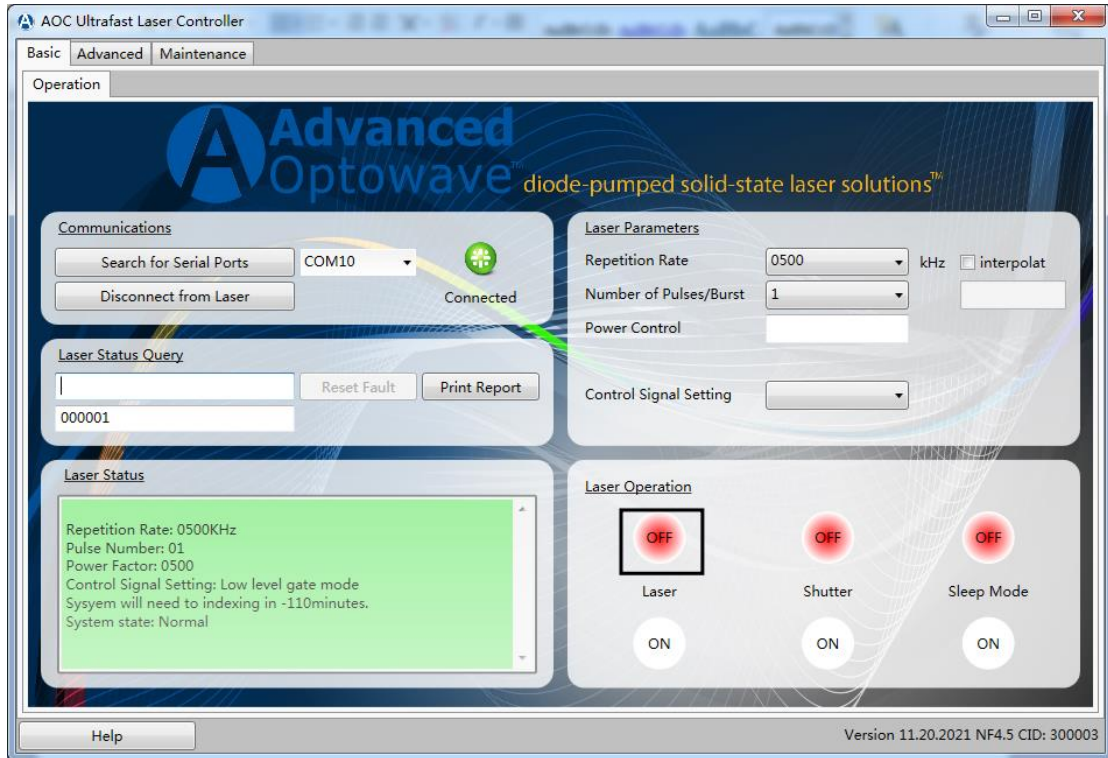 AOC Ultrafast Laser Controller
Basic Advanced Maintenance
Operation
Advanced
Optowave™ diode-pumped solid-state laser solutions™
Communications
Search for Serial Ports COM10
Disconnect from Laser Connected
Laser Status Query
Reset Fault Print Report
000001
Laser Status
Repetition Rate: 0500KHz
Pulse Number: 01
Power Factor: 0500
Control Signal Setting: Low level gate mode
Sysyem will need to indexing in -110minutes.
System state: Normal
Laser Parameters
Repetition Rate 0500 kHz interpolat
Number of Pulses/Burst 1
Power Control
Control Signal Setting
Laser Operation
OFF OFF OFF
Laser Shutter Sleep Mode
ON ON ON
Help Version 11.20.2021 NF4.5 CID: 300003